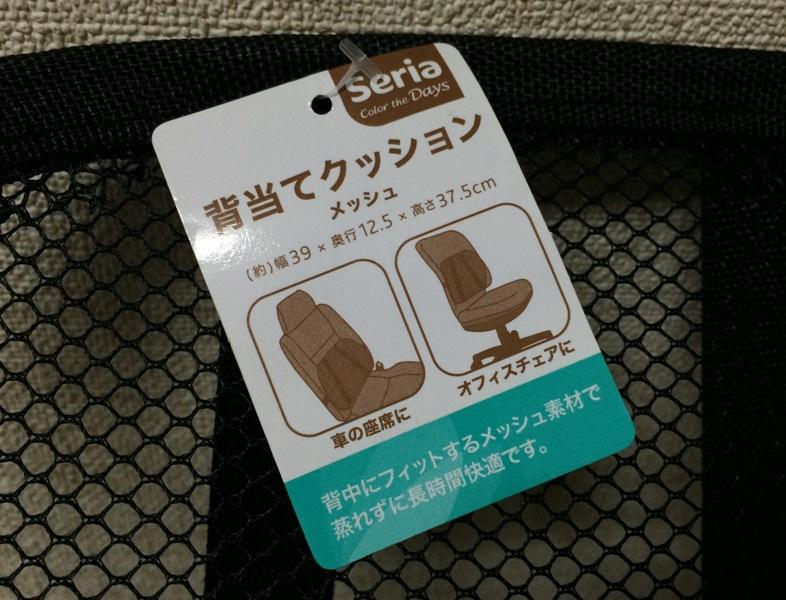 Seria
Color the Days
背当てクッション
メッシュ
(約)幅39×奥行12.5×高さ37.5cm
車の座席に
オフィスチェアに
背中にフィットするメッシュ素材で
蒸れずに長時間快適です。